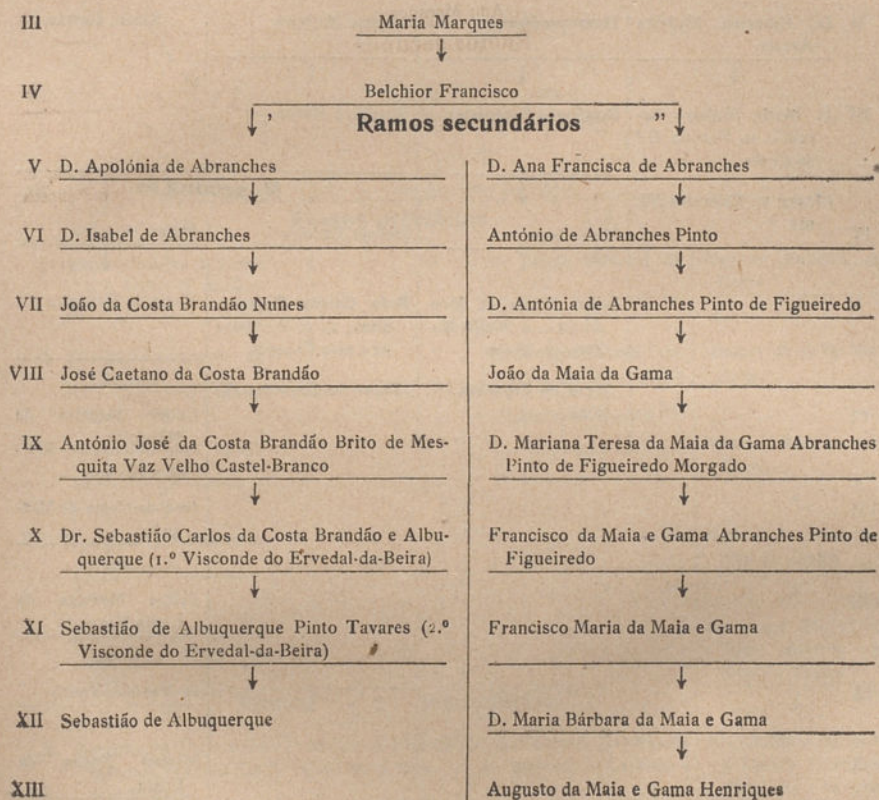 III Maria Marques
IV Belchior Francisco
' Ramos secundários "
V D. Apolónia de Abranches D. Ana Francisca de Abranches
VI D. Isabel de Abranches António de Abranches Pinto
VII João da Costa Brandão Nunes D. Antónia de Abranches Pinto de Figueiredo
VIII José Caetano da Costa Brandão João da Maia da Gama
IX António José da Costa Brandão Brito de Mes- D. Mariana Teresa da Maia da Gama Abranches
quita Vaz Velho Castel-Branco Pinto de Figueiredo Morgado
X Dr. Sebastião Carlos da Costa Brandão e Albu- Francisco da Maia e Gama Abranches Pinto de
querque (1.º Visconde do Ervedal-da-Beira) Figueiredo
XI Sebastião de Albuquerque Pinto Tavares (2.º Francisco Maria da Maia e Gama
Visconde do Ervedal-da-Beira)
XII Sebastião de Albuquerque D. Maria Bárbara da Maia e Gama
XIII Augusto da Maia e Gama Henriques